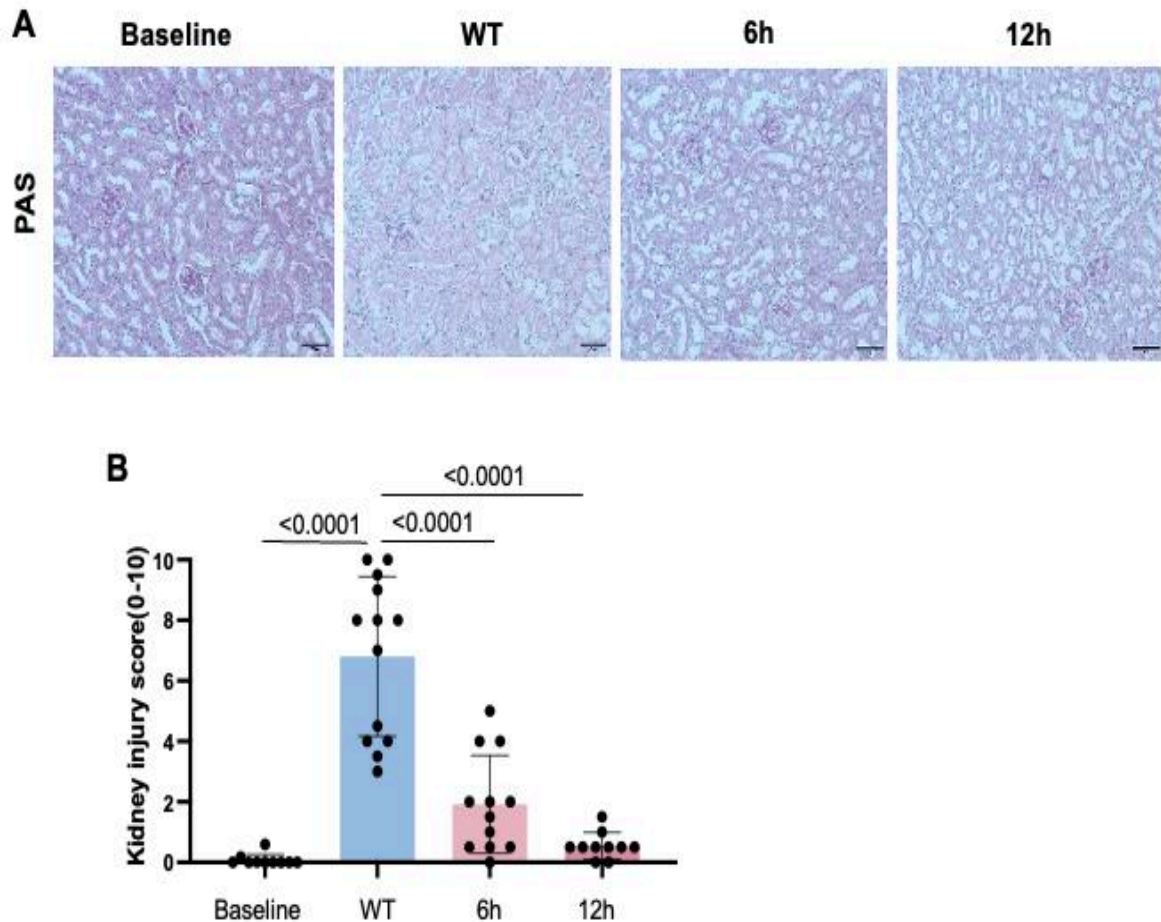 A
Baseline WT 6h 12h
PAS
B
<0.0001
<0.0001 <0.0001
Kidney injury score(0-10)
10
8
6
4
2
0
Baseline WT 6h 12h